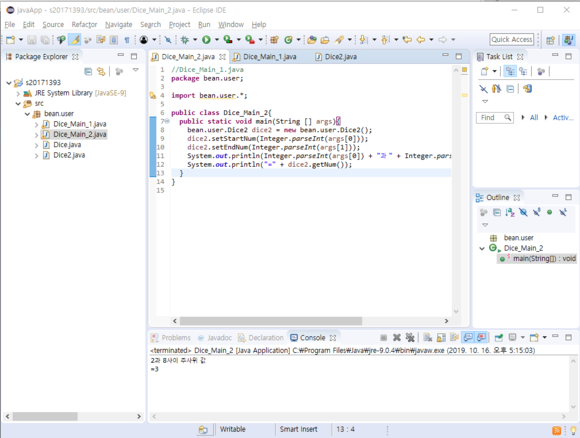 javaApp - s20171393/src/bean/user/Dice_Main_2.java - Eclipse IDE
File Edit Source Refactor Navigate Search Project Run Window Help
Quick Access
Package Explorer
s20171393
JRE System Library [JavaSE-9]
src
bean.user
Dice_Main_1.java
Dice_Main_2.java
Dice.java
Dice2.java
Dice_Main_2.java Dice_Main_1.java Dice2.java
1 //Dice_Main_1.java
2 package bean.user;
3
4 import bean.user.*;
5
6 public class Dice_Main_2{
7 public static void main(String [] args){
8 bean.user.Dice2 dice2 = new bean.user.Dice2();
9 dice2.setStartNum(Integer.parseInt(args[0]));
10 dice2.setEndNum(Integer.parseInt(args[1]));
11 System.out.println(Integer.parseInt(args[0]) + "과" + Integer.pars
12 System.out.println("=" + dice2.getNum());
13 }
14 }
15
Task List
Find
All
Activ...
Outline
bean.user
Dice_Main_2
main(String[]) : void
Problems Javadoc Declaration Console
<terminated> Dice_Main_2 [Java Application] C:₩Program Files₩Java₩jre-9.0.4₩bin₩javaw.exe (2019. 10. 16. 오후 5:15:03)
2과 8사이 주사위 값
=3
Writable
Smart Insert
13 : 4